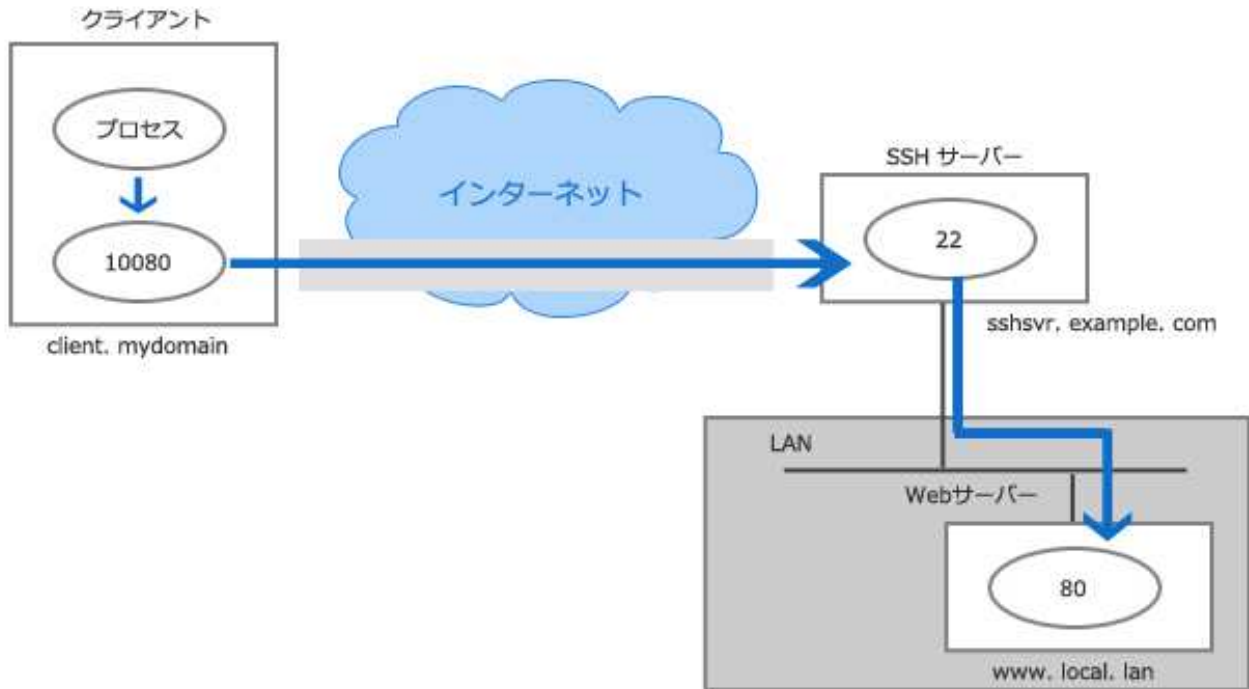 クライアント
プロセス
10080
client. mydomain
インターネット
SSH サーバー
22
sshsvr. example. com
LAN
Webサーバー
80
www. local. lan